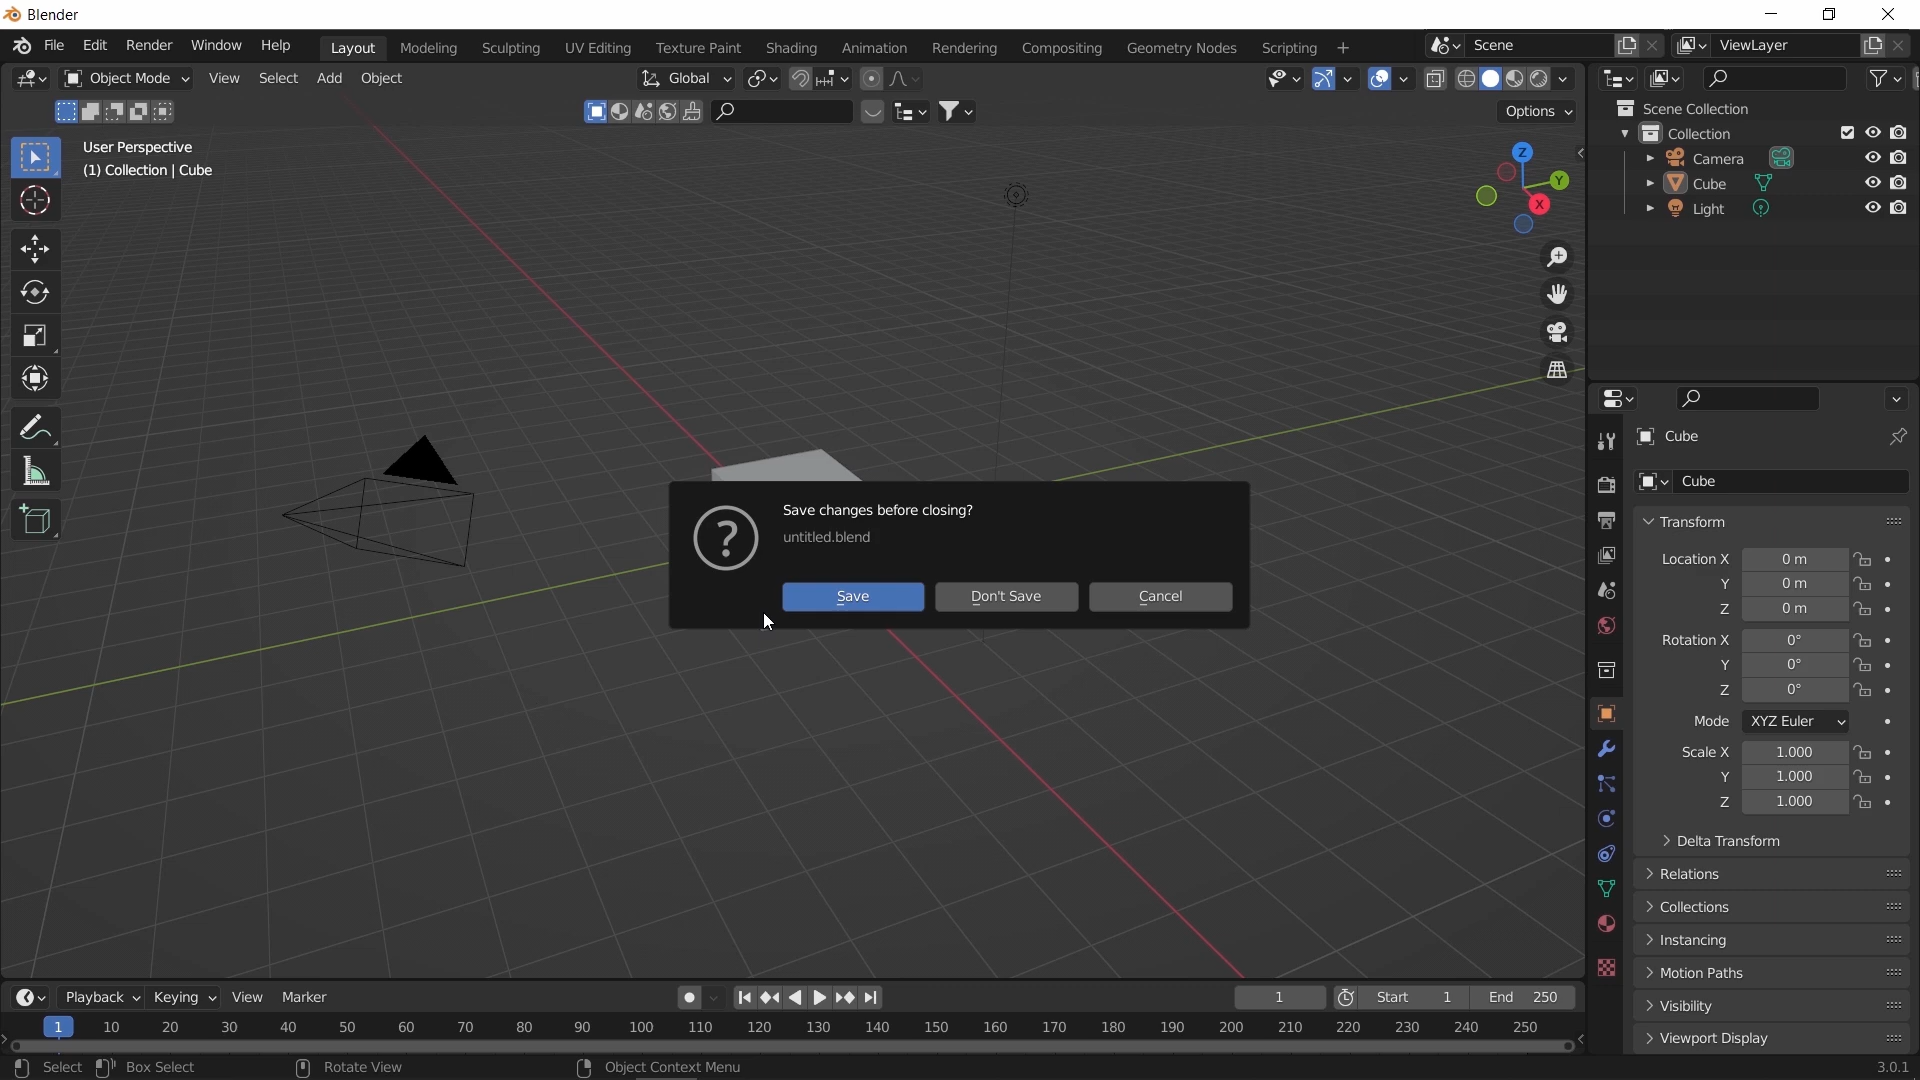 Blender
File Edit Render Window Help Layout Modeling Sculpting UV Editing Texture Paint Shading Animation Rendering Compositing Geometry Nodes Scripting + Scene ViewLayer
Object Mode View Select Add Object Global
Options
User Perspective
(1) Collection | Cube
Z
Y
X
Scene Collection
Collection
Camera
Cube
Light
Cube
Cube
Transform
Location X 0 m
Y 0 m
Z 0 m
Rotation X 0°
Y 0°
Z 0°
Mode XYZ Euler
Scale X 1.000
Y 1.000
Z 1.000
Delta Transform
Relations
Collections
Instancing
Motion Paths
Visibility
Viewport Display
?
Save changes before closing?
untitled.blend
Save Don't Save Cancel
Playback Keying View Marker 1 Start 1 End 250
1 10 20 30 40 50 60 70 80 90 100 110 120 130 140 150 160 170 180 190 200 210 220 230 240 250
Select Box Select Rotate View Object Context Menu 3.0.1